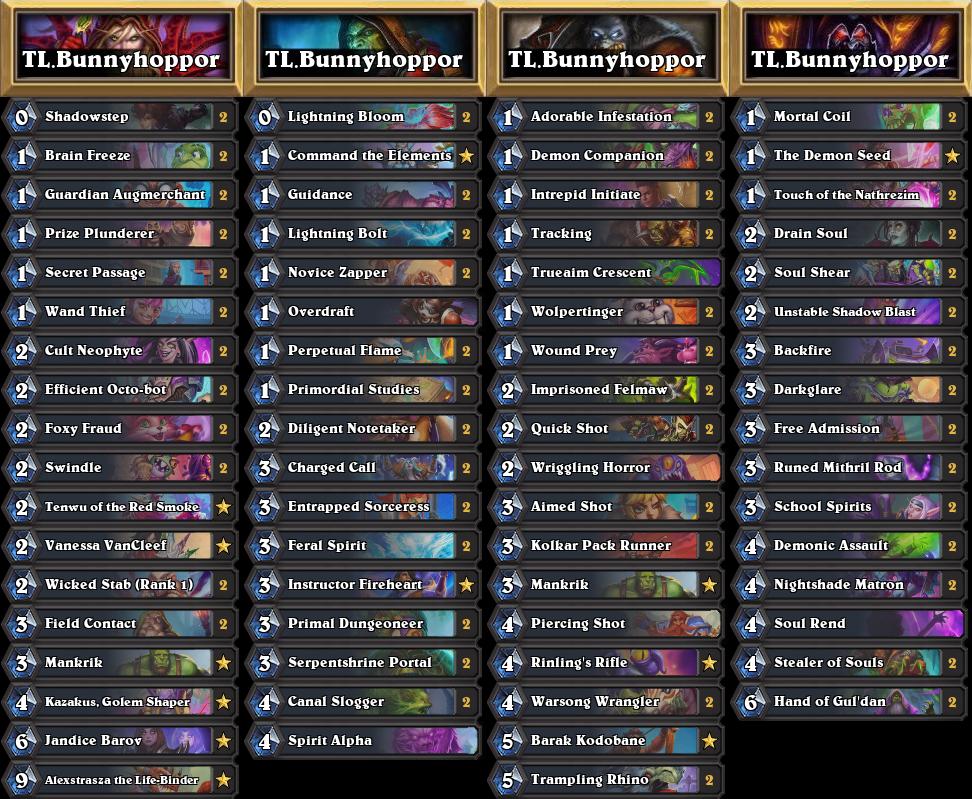 TL.Bunnyhoppor
0 Shadowstep 2
1 Brain Freeze 2
1 Guardian Augmerchant 2
1 Prize Plunderer 2
1 Secret Passage 2
1 Wand Thief 2
2 Cult Neophyte 2
2 Efficient Octo-bot 2
2 Foxy Fraud 2
2 Swindle 2
2 Tenwu of the Red Smoke
2 Vanessa VanCleef
2 Wicked Stab (Rank 1) 2
3 Field Contact 2
3 Mankrik
4 Kazakus, Golem Shaper
6 Jandice Barov
9 Alexstrasza the Life-Binder
TL.Bunnyhoppor
0 Lightning Bloom 2
1 Command the Elements
1 Guidance 2
1 Lightning Bolt 2
1 Novice Zapper 2
1 Overdraft
1 Perpetual Flame 2
1 Primordial Studies 2
2 Diligent Notetaker 2
3 Charged Call 2
3 Entrapped Sorceress 2
3 Feral Spirit 2
3 Instructor Fireheart
3 Primal Dungeoneer 2
3 Serpentshrine Portal 2
4 Canal Slogger 2
4 Spirit Alpha
TL.Bunnyhoppor
1 Adorable Infestation 2
1 Demon Companion 2
1 Intrepid Initiate 2
1 Tracking 2
1 Trueaim Crescent
1 Wolpertinger 2
1 Wound Prey 2
2 Imprisoned Felmaw 2
2 Quick Shot 2
2 Wriggling Horror
3 Aimed Shot 2
3 Kolkar Pack Runner 2
3 Mankrik
4 Piercing Shot
4 Rinling's Rifle
4 Warsong Wrangler 2
5 Barak Kodobane
5 Trampling Rhino 2
TL.Bunnyhoppor
1 Mortal Coil 2
1 The Demon Seed
1 Touch of the Nathrezim 2
2 Drain Soul 2
2 Soul Shear 2
2 Unstable Shadow Blast 2
3 Backfire 2
3 Darkglare 2
3 Free Admission 2
3 Runed Mithril Rod 2
3 School Spirits 2
4 Demonic Assault 2
4 Nightshade Matron 2
4 Soul Rend
4 Stealer of Souls 2
6 Hand of Gul'dan 2